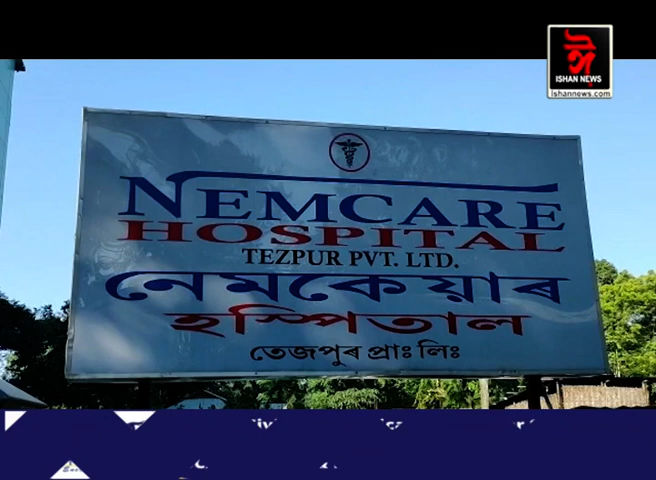 ISHAN NEWS
ishannews.com
NEMCARE
HOSPITAL
TEZPUR PVT. LTD.
নেমকেয়াৰ
হস্পিতাল
তেজপুৰ প্ৰাঃ লিঃ